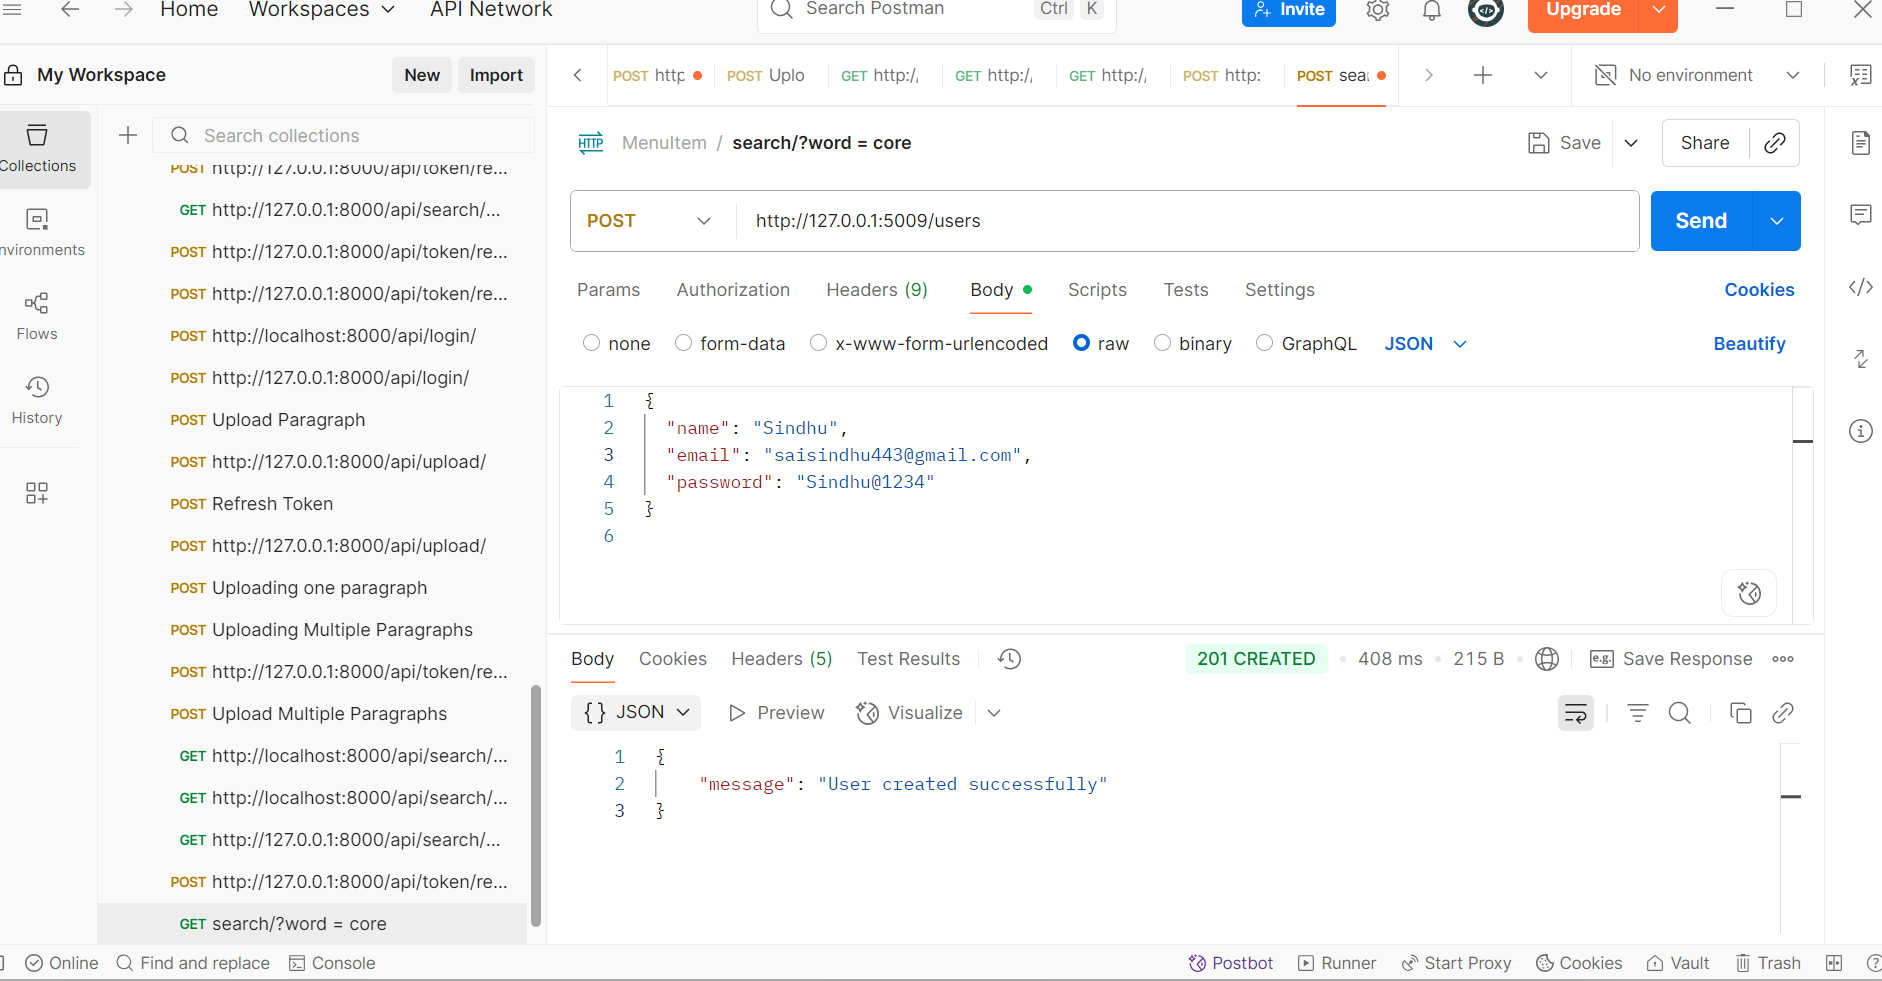 Home Workspaces API Network Search Postman Ctrl K Invite Upgrade
My Workspace New Import POST http POST Uplo GET http:/ GET http:/ GET http:/ POST http: POST sea No environment
Search collections
HTTP MenuItem / search/?word = core Save Share
Collections
POST http://127.0.0.1:8000/api/token/re...
GET http://127.0.0.1:8000/api/search/...
POST http://127.0.0.1:5009/users Send
nvironments
POST http://127.0.0.1:8000/api/token/re...
POST http://127.0.0.1:8000/api/token/re...
Params Authorization Headers (9) Body Scripts Tests Settings Cookies
Flows
POST http://localhost:8000/api/login/
none form-data x-www-form-urlencoded raw binary GraphQL JSON Beautify
POST http://127.0.0.1:8000/api/login/
History
POST Upload Paragraph
POST http://127.0.0.1:8000/api/upload/
POST Refresh Token
POST http://127.0.0.1:8000/api/upload/
POST Uploading one paragraph
POST Uploading Multiple Paragraphs
POST http://127.0.0.1:8000/api/token/re...
POST Upload Multiple Paragraphs
GET http://localhost:8000/api/search/...
GET http://localhost:8000/api/search/...
GET http://127.0.0.1:8000/api/search/...
POST http://127.0.0.1:8000/api/token/re...
GET search/?word = core
1 {
2 "name": "Sindhu",
3 "email": "saisindhu443@gmail.com",
4 "password": "Sindhu@1234"
5 }
6
Body Cookies Headers (5) Test Results 201 CREATED • 408 ms • 215 B • e.g. Save Response
{} JSON Preview Visualize
1 {
2 "message": "User created successfully"
3 }
Online Find and replace Console Postbot Runner Start Proxy Cookies Vault Trash